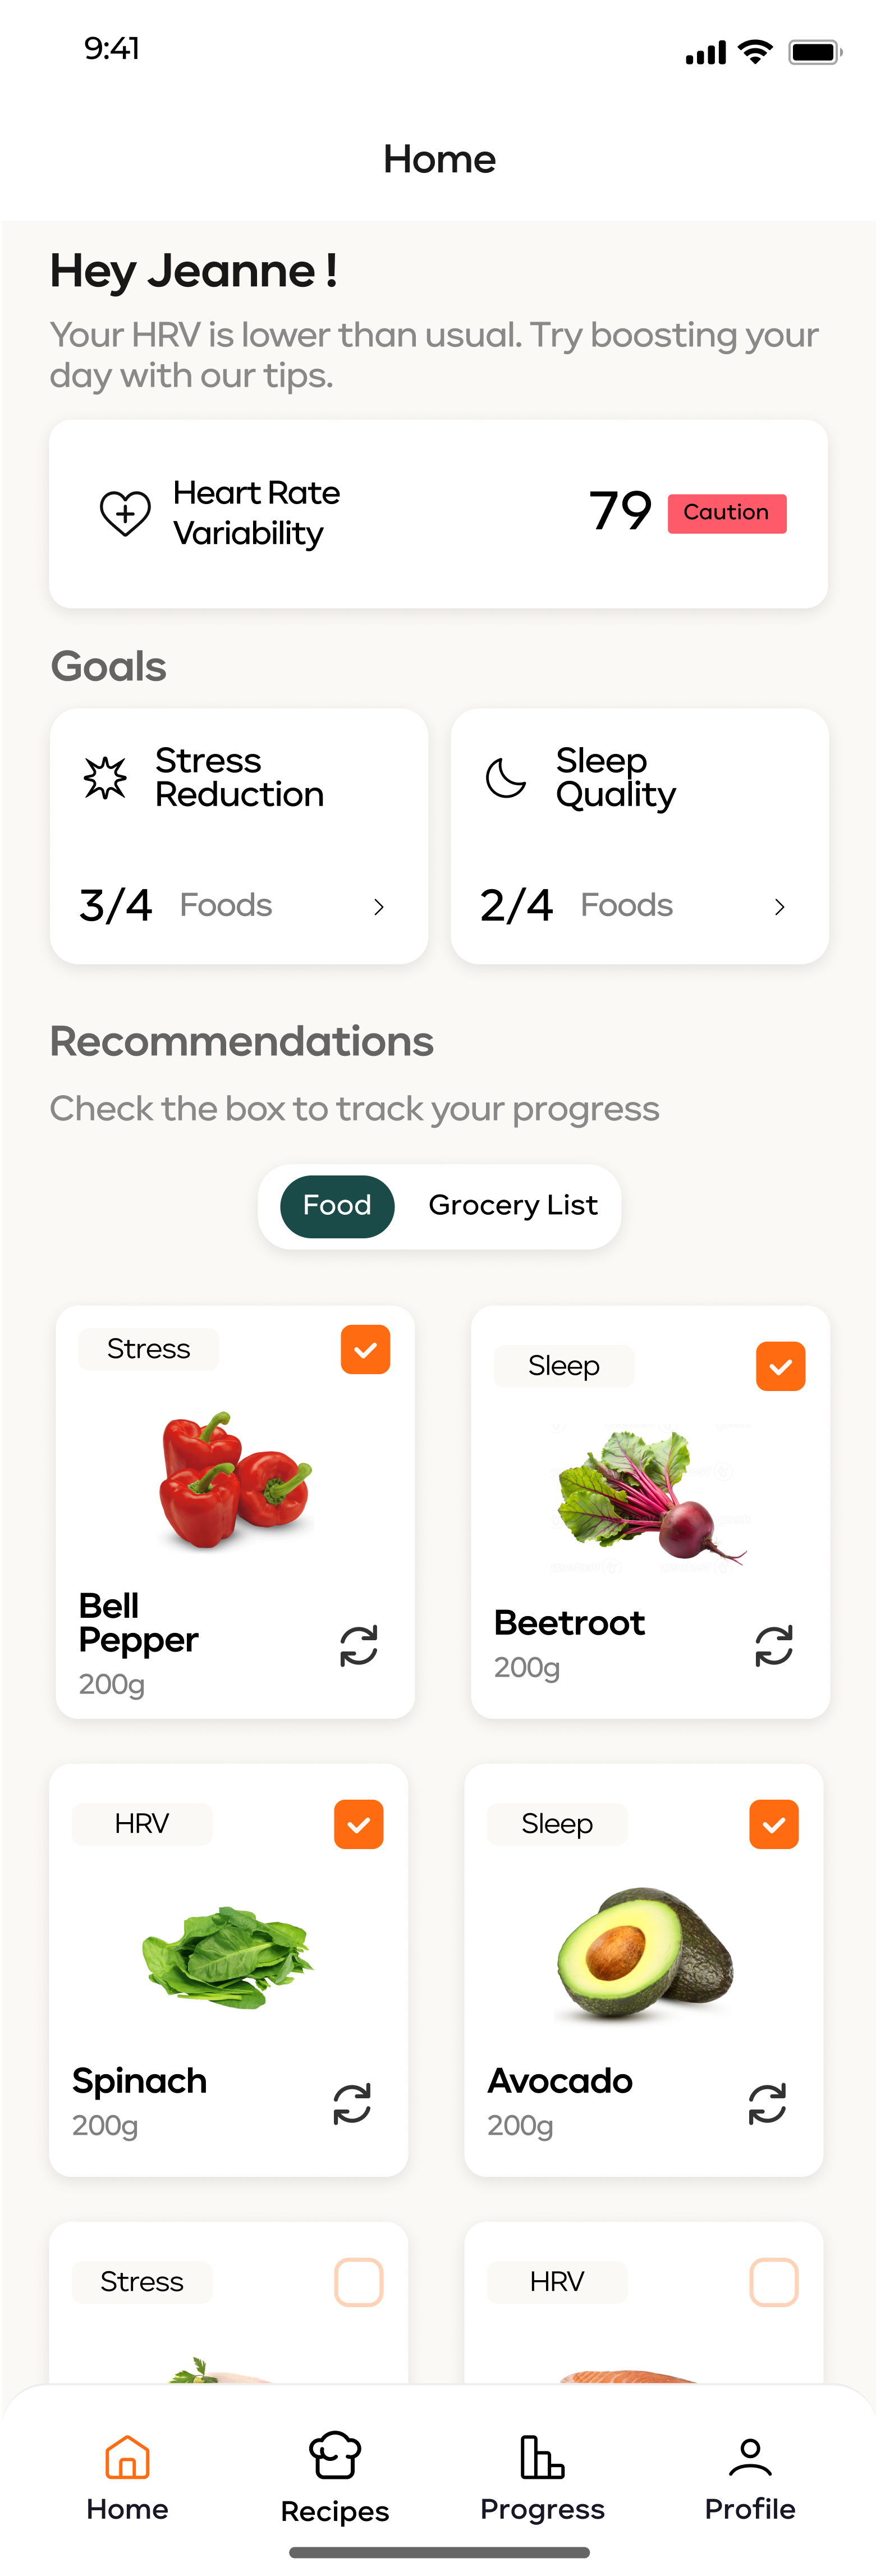 9:41
Home
Hey Jeanne !
Your HRV is lower than usual. Try boosting your
day with our tips.
Heart Rate
Variability
79
Caution
Goals
Stress
Reduction
3/4 Foods
Sleep
Quality
2/4 Foods
Recommendations
Check the box to track your progress
Food
Grocery List
Stress
Bell
Pepper
200g
Sleep
Beetroot
200g
HRV
Spinach
200g
Sleep
Avocado
200g
Stress
HRV
Home
Recipes
Progress
Profile